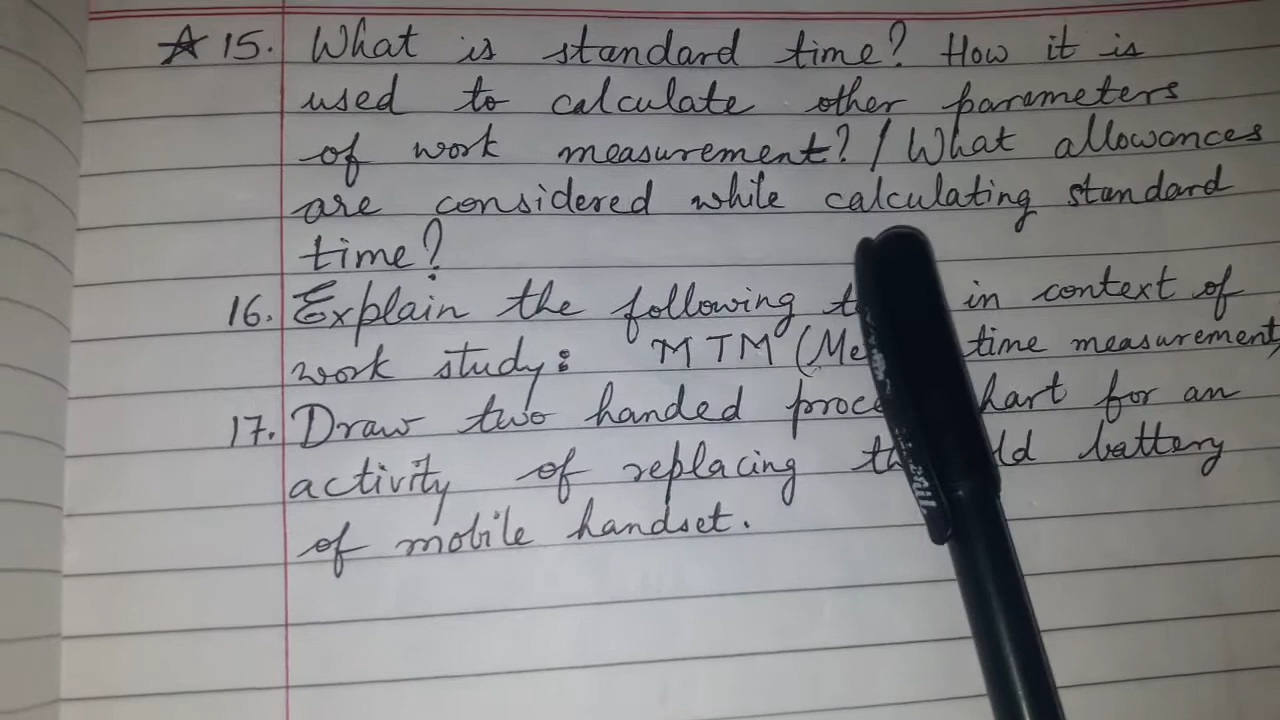 ☆ 15. What is standard time? How it is
used to calculate other parameters
of work measurement? / What allowances
are considered while calculating standard
time?
16. Explain the following in context of
work study: MTM (Me time measurement)
17. Draw two handed proce hart for an
activity of replacing th ld battery
of mobile handset.